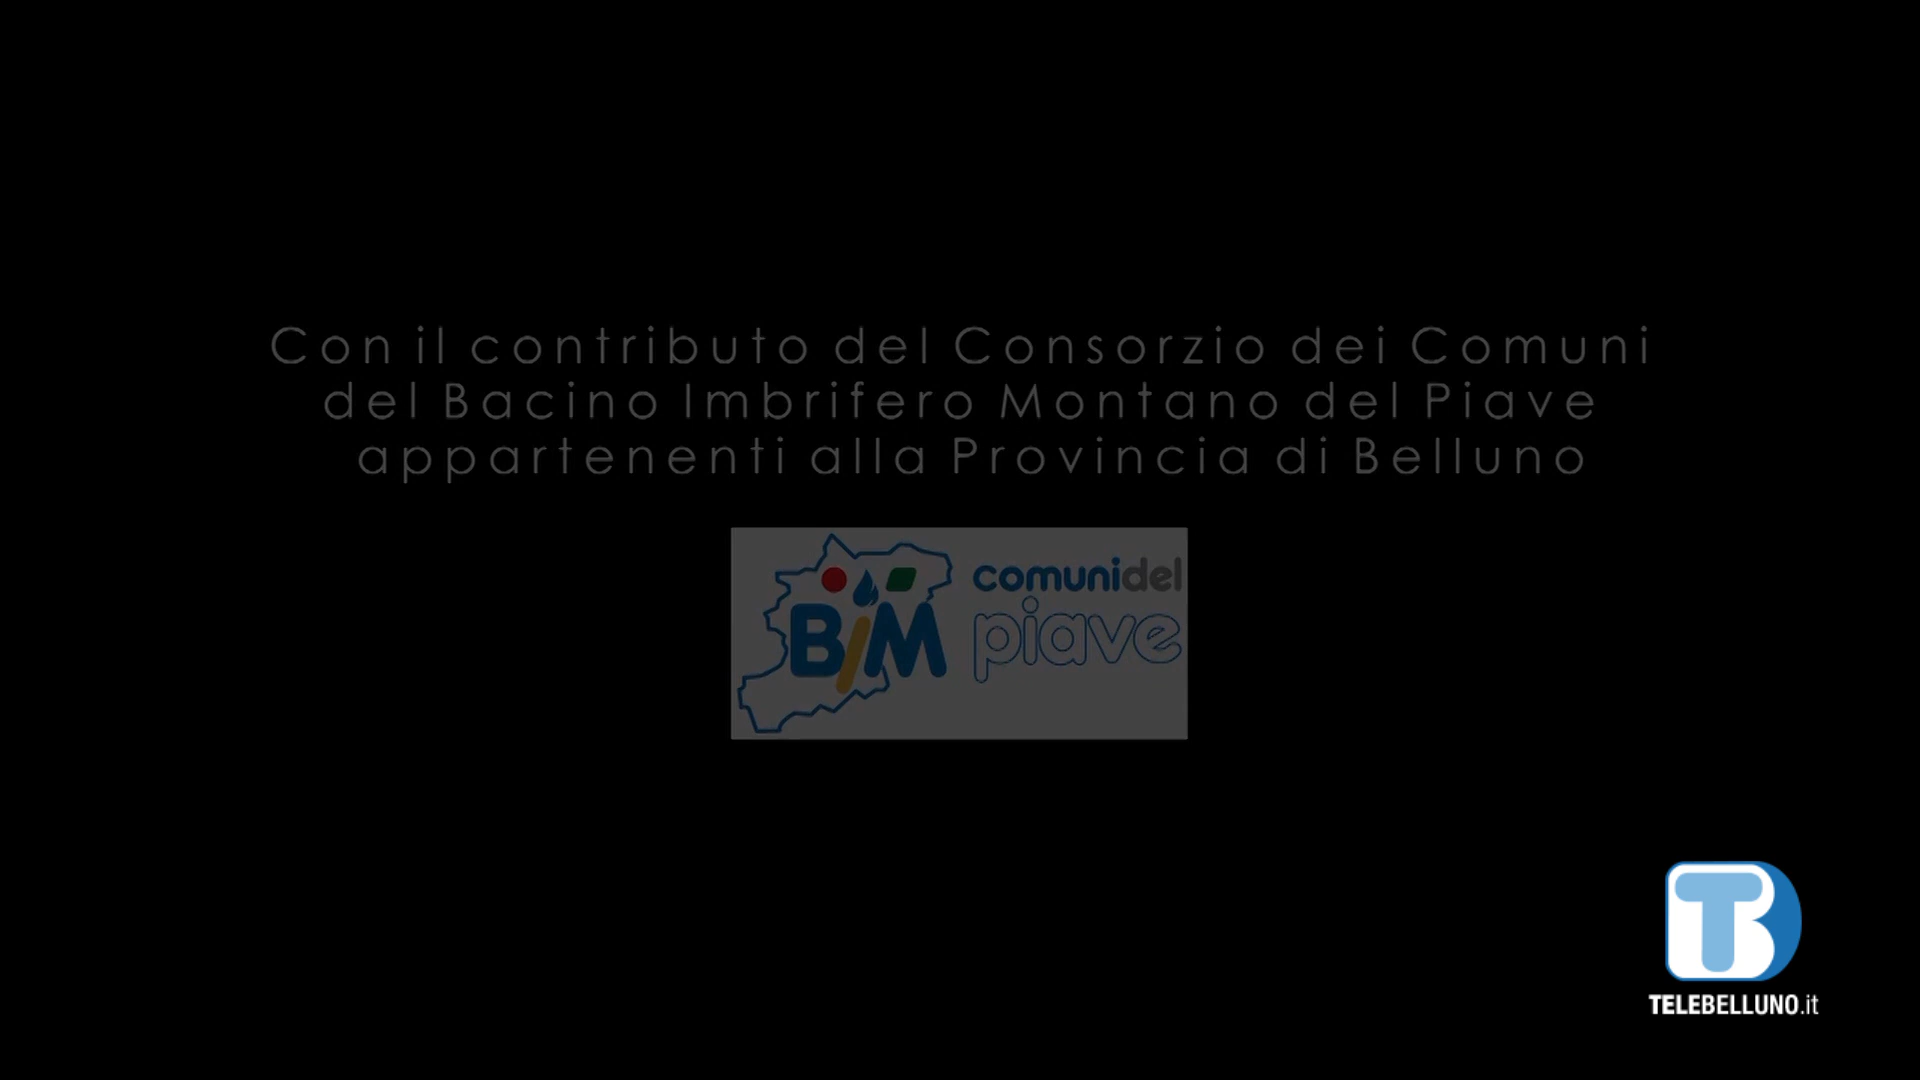 Con il contributo del Consorzio dei Comuni
del Bacino Imbrifero Montano del Piave
appartenenti alla Provincia di Belluno
BiM
comunidel
piave
TB
TELEBELLUNO.it